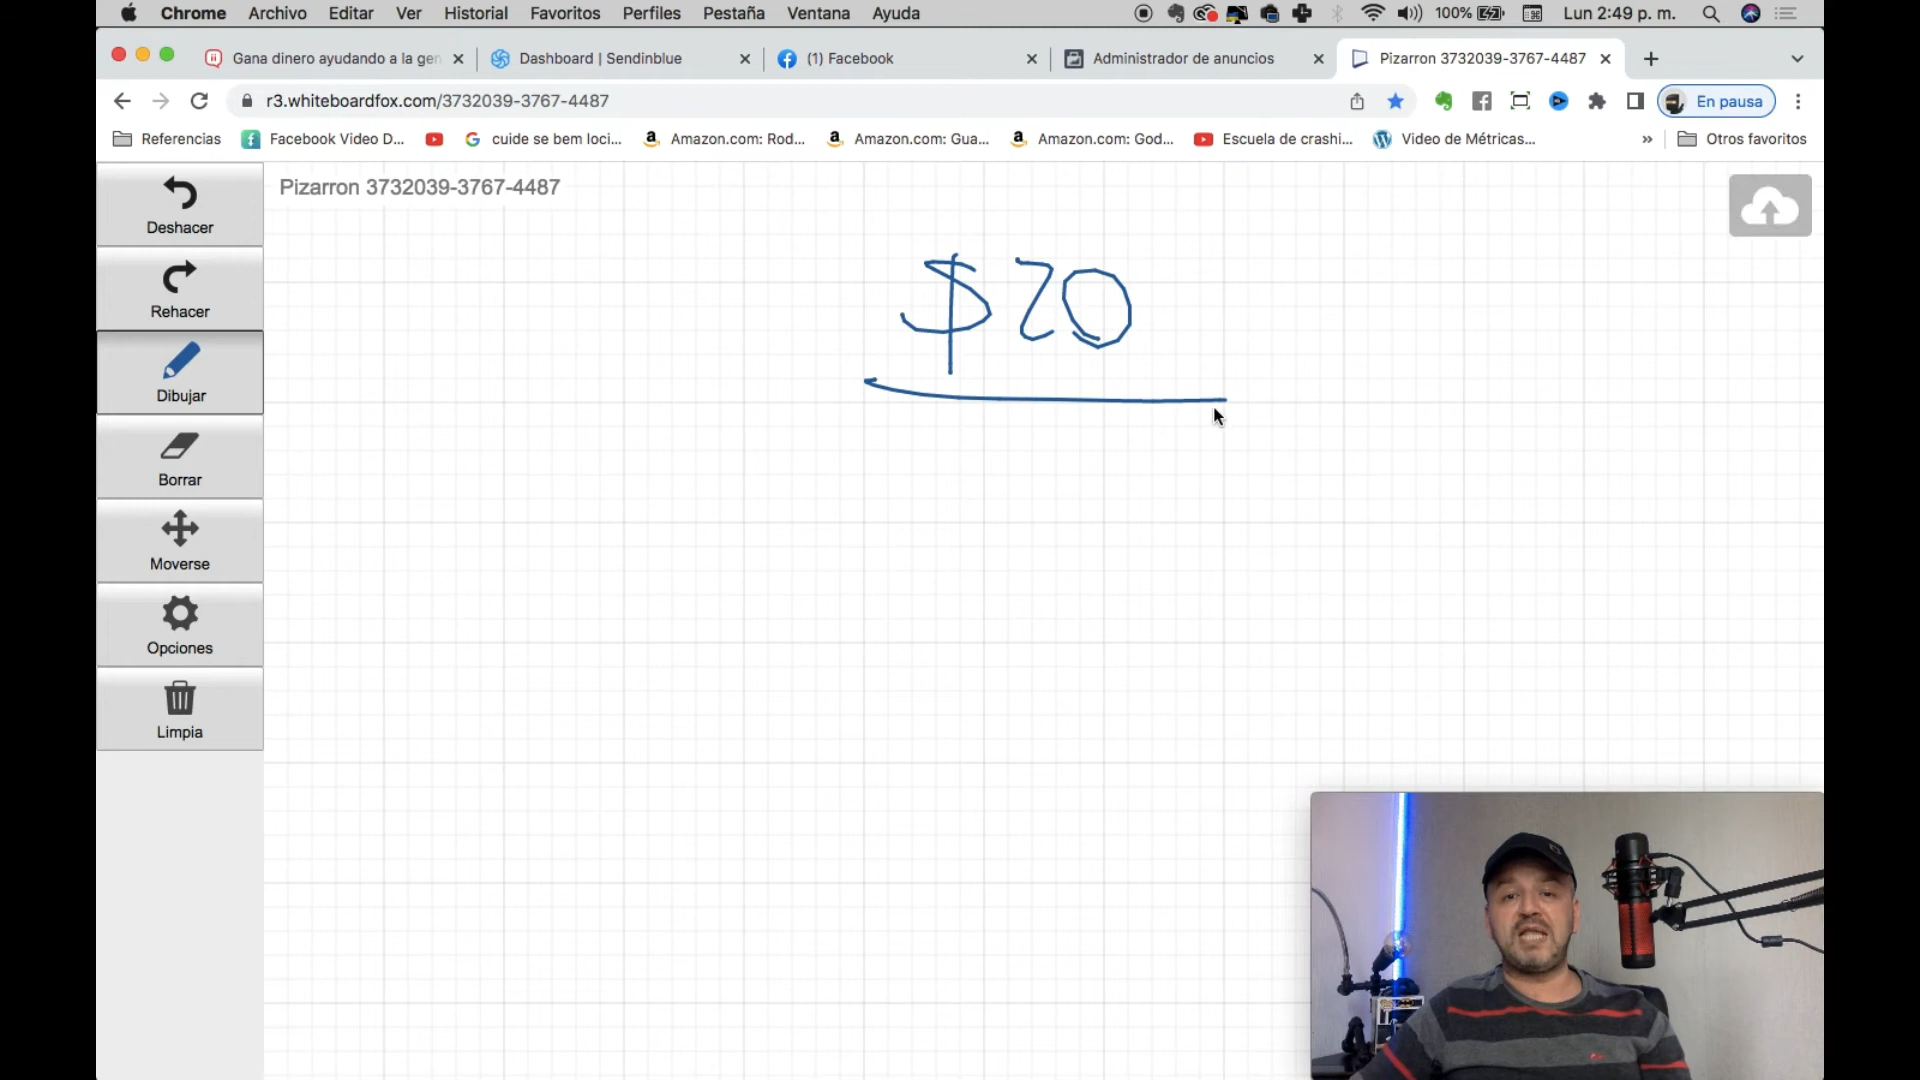 Chrome Archivo Editar Ver Historial Favoritos Perfiles Pestaña Ventana Ayuda 100% Lun 2:49 p. m.
Gana dinero ayudando a la gen Dashboard | Sendinblue (1) Facebook Administrador de anuncios Pizarron 3732039-3767-4487
r3.whiteboardfox.com/3732039-3767-4487 En pausa
Referencias Facebook Video D... cuide se bem loci... Amazon.com: Rod... Amazon.com: Gua... Amazon.com: God... Escuela de crashi... Video de Métricas... » Otros favoritos
Pizarron 3732039-3767-4487
Deshacer
Rehacer
Dibujar
Borrar
Moverse
Opciones
Limpia
$20